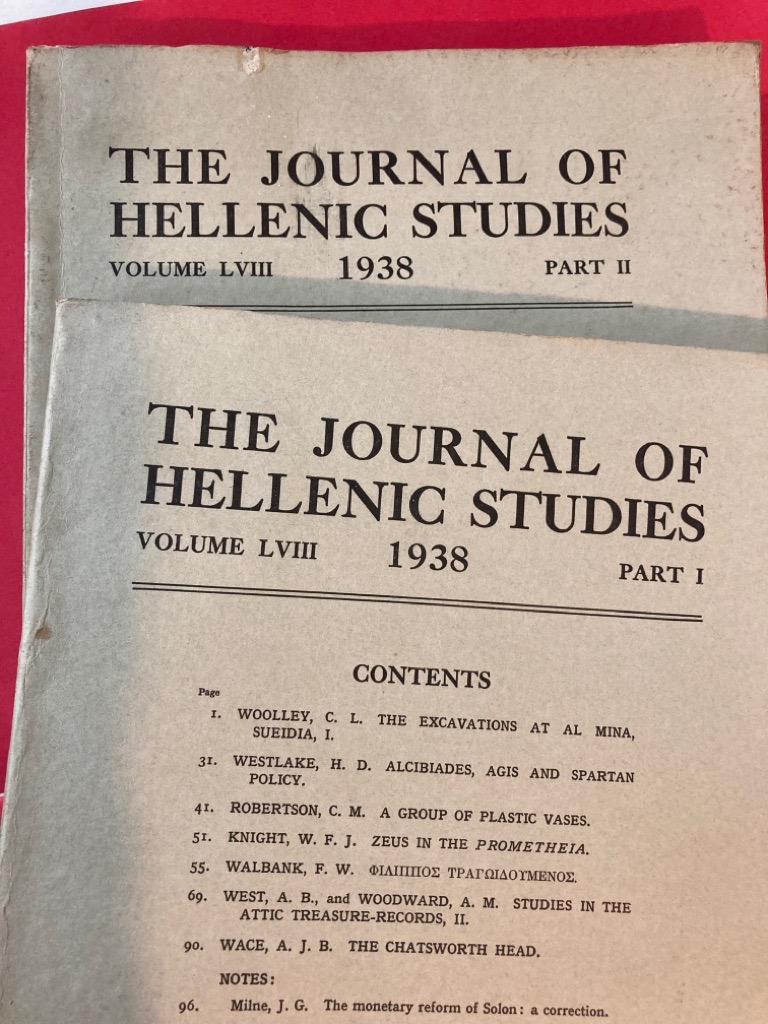 THE JOURNAL OF
HELLENIC STUDIES
VOLUME LVIII 1938 PART II
THE JOURNAL OF
HELLENIC STUDIES
VOLUME LVIII 1938 PART I
CONTENTS
Page
1. WOOLLEY, C. L. THE EXCAVATIONS AT AL MINA,
SUEIDIA, I.
31. WESTLAKE, H. D. ALCIBIADES, AGIS AND SPARTAN
POLICY.
41. ROBERTSON, C. M. A GROUP OF PLASTIC VASES.
51. KNIGHT, W. F. J. ZEUS IN THE PROMETHEIA.
55. WALBANK, F. W. ΦΙΛΙΠΠΟΣ ΤΡΑΓΩΙΔΟΥΜΕΝΟΣ.
69. WEST, A. B., and WOODWARD, A. M. STUDIES IN THE
ATTIC TREASURE-RECORDS, II.
90. WACE, A. J. B. THE CHATSWORTH HEAD.
NOTES:
96. Milne, J. G. The monetary reform of Solon: a correction.